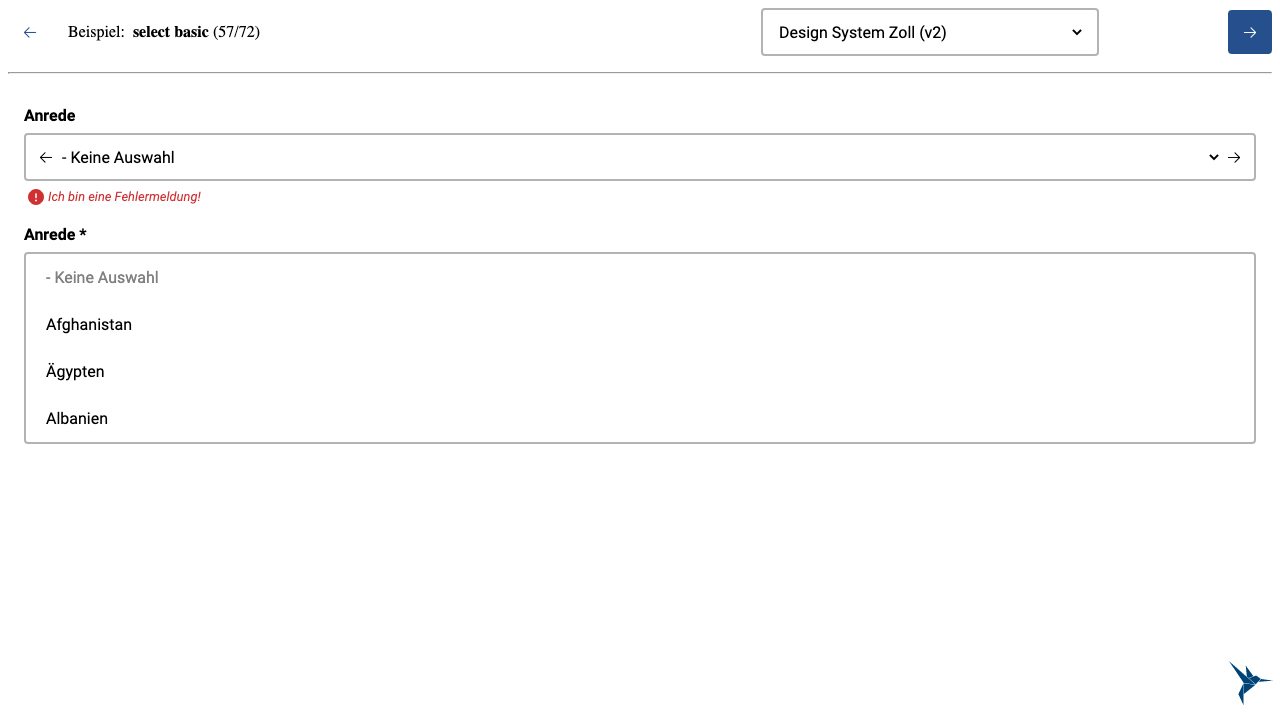 Beispiel: select basic (57/72)
Design System Zoll (v2)
Anrede
- Keine Auswahl
Ich bin eine Fehlermeldung!
Anrede *
- Keine Auswahl
Afghanistan
Ägypten
Albanien